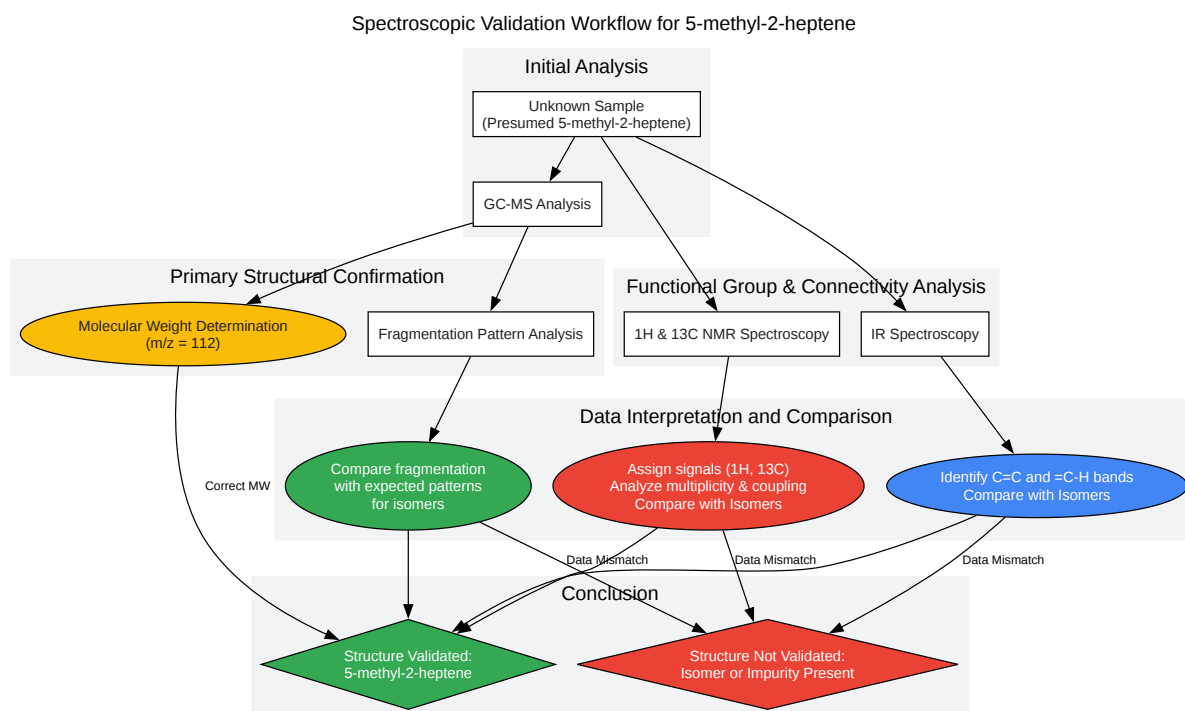 Spectroscopic Validation Workflow for 5-methyl-2-heptene
Initial Analysis
Unknown Sample
(Presumed 5-methyl-2-heptene)
GC-MS Analysis
Primary Structural Confirmation
Functional Group & Connectivity Analysis
Molecular Weight Determination
(m/z = 112)
Fragmentation Pattern Analysis
1H & 13C NMR Spectroscopy
IR Spectroscopy
Data Interpretation and Comparison
Compare fragmentation
with expected patterns
for isomers
Assign signals (1H, 13C)
Analyze multiplicity & coupling
Compare with Isomers
Identify C=C and =C-H bands
Compare with Isomers
Correct MW
Data Mismatch
Data Mismatch
Data Mismatch
Conclusion
Structure Validated:
5-methyl-2-heptene
Structure Not Validated:
Isomer or Impurity Present